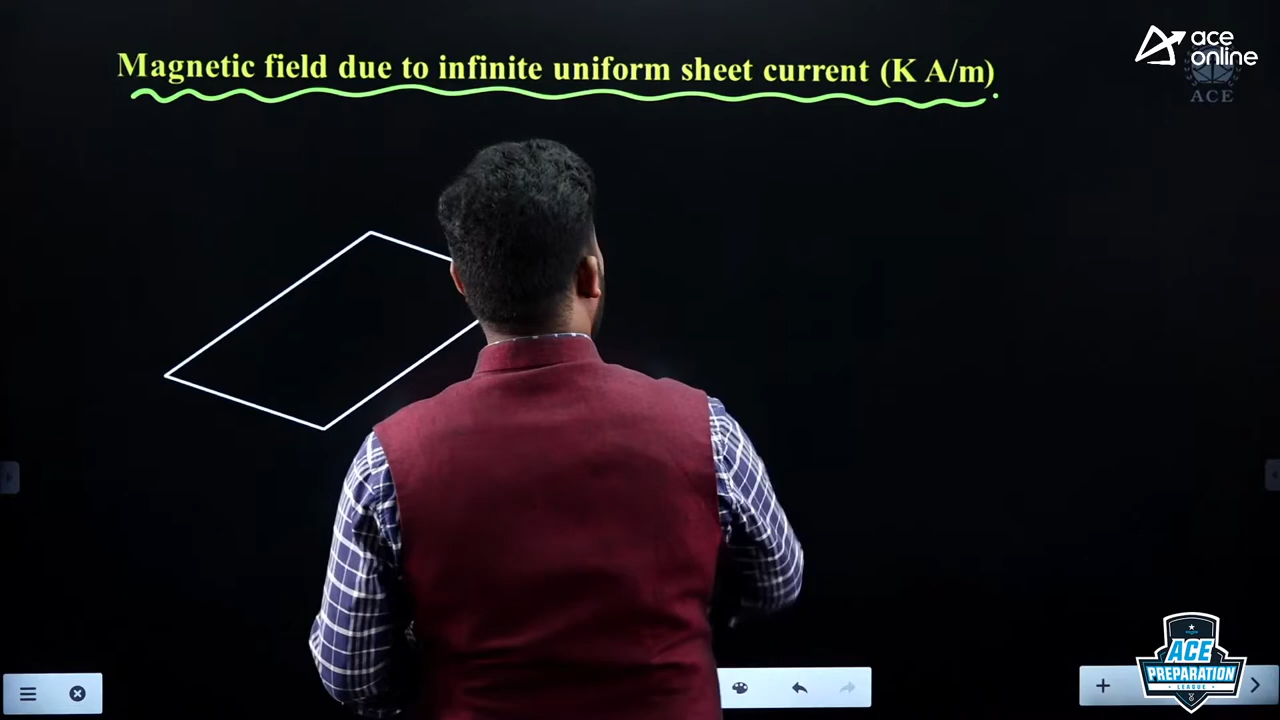 Magnetic field due to infinite uniform sheet current (K A/m)
ace
online
ACE
ACE
PREPARATION
LEAGUE